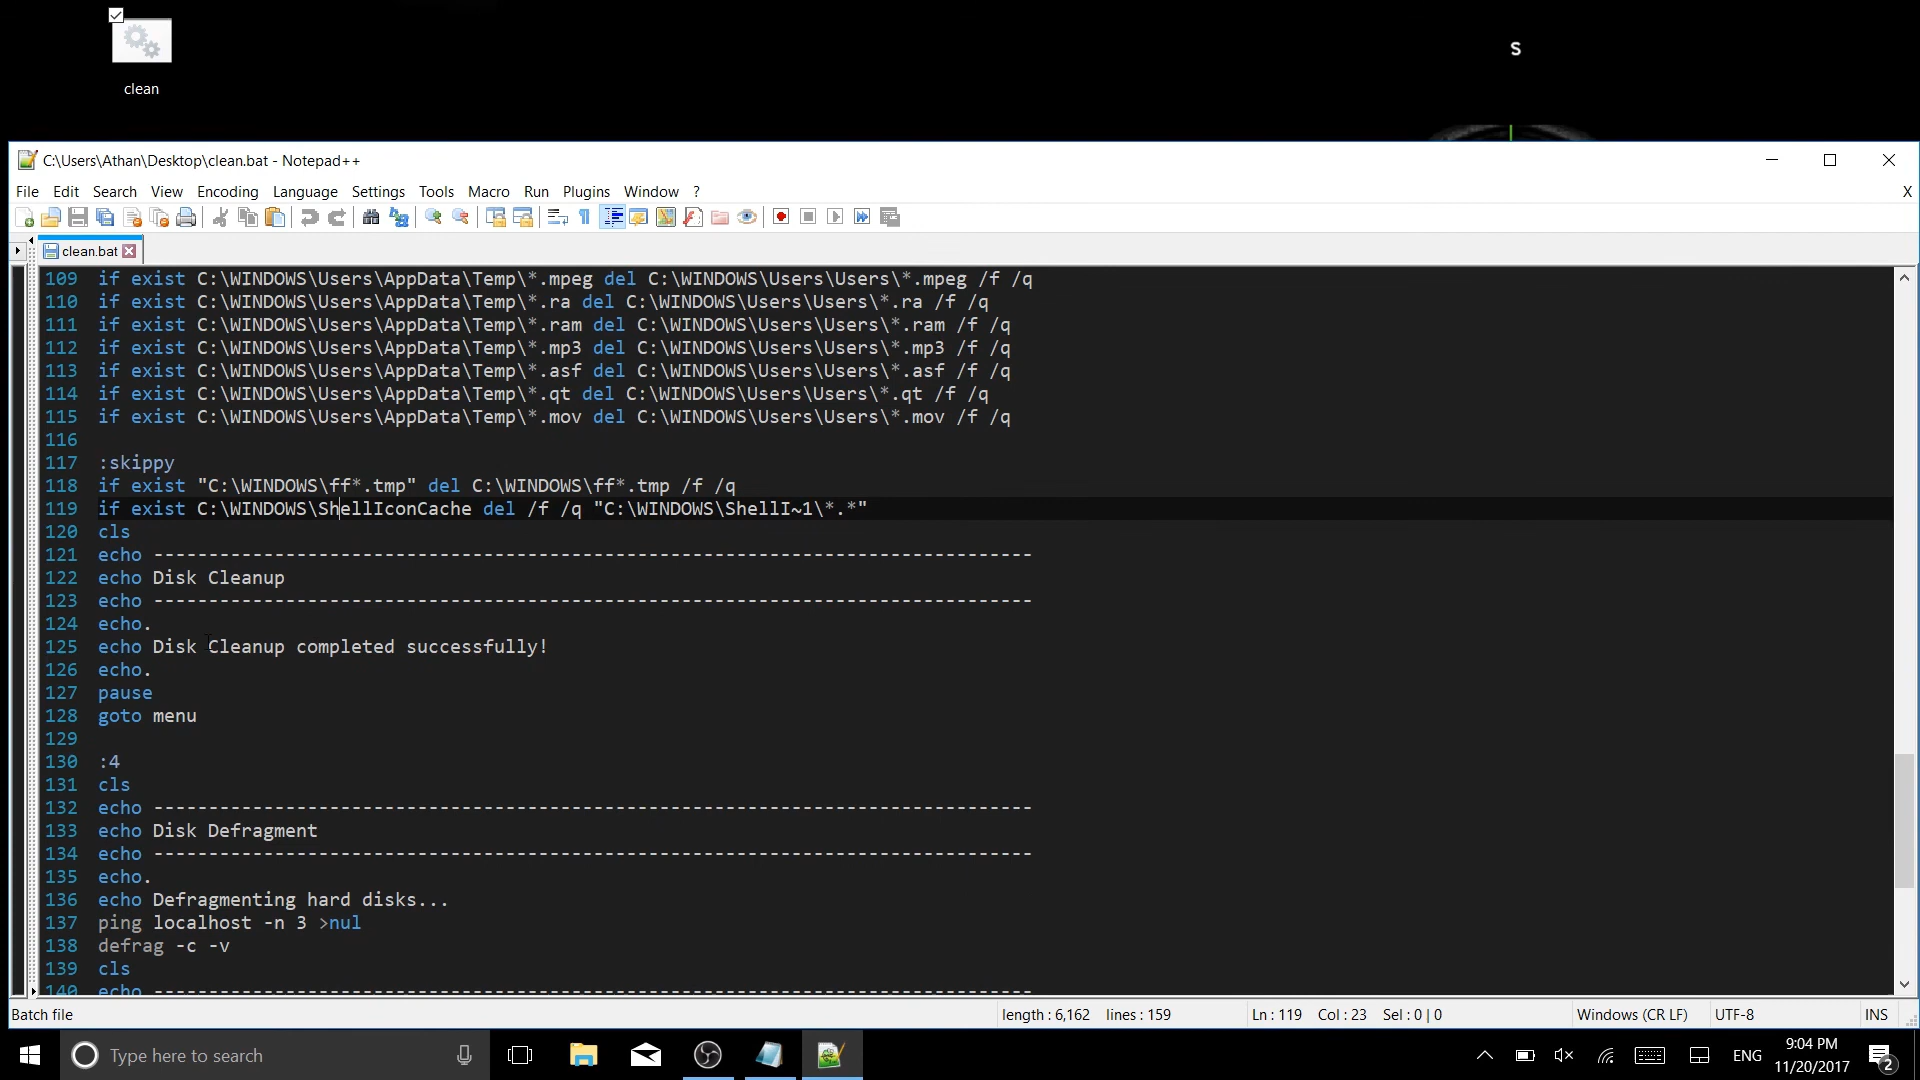 clean
S
C:\Users\Athan\Desktop\clean.bat - Notepad++
File Edit Search View Encoding Language Settings Tools Macro Run Plugins Window ? X
clean.bat
109 if exist C:\WINDOWS\Users\AppData\Temp\*.mpeg del C:\WINDOWS\Users\Users\*.mpeg /f /q
110 if exist C:\WINDOWS\Users\AppData\Temp\*.ra del C:\WINDOWS\Users\Users\*.ra /f /q
111 if exist C:\WINDOWS\Users\AppData\Temp\*.ram del C:\WINDOWS\Users\Users\*.ram /f /q
112 if exist C:\WINDOWS\Users\AppData\Temp\*.mp3 del C:\WINDOWS\Users\Users\*.mp3 /f /q
113 if exist C:\WINDOWS\Users\AppData\Temp\*.asf del C:\WINDOWS\Users\Users\*.asf /f /q
114 if exist C:\WINDOWS\Users\AppData\Temp\*.qt del C:\WINDOWS\Users\Users\*.qt /f /q
115 if exist C:\WINDOWS\Users\AppData\Temp\*.mov del C:\WINDOWS\Users\Users\*.mov /f /q
116
117 :skippy
118 if exist "C:\WINDOWS\ff*.tmp" del C:\WINDOWS\ff*.tmp /f /q
119 if exist C:\WINDOWS\ShellIconCache del /f /q "C:\WINDOWS\ShellI~1\*.*"
120 cls
121 echo --------------------------------------------------------------------------------
122 echo Disk Cleanup
123 echo --------------------------------------------------------------------------------
124 echo.
125 echo Disk Cleanup completed successfully!
126 echo.
127 pause
128 goto menu
129
130 :4
131 cls
132 echo --------------------------------------------------------------------------------
133 echo Disk Defragment
134 echo --------------------------------------------------------------------------------
135 echo.
136 echo Defragmenting hard disks...
137 ping localhost -n 3 >nul
138 defrag -c -v
139 cls
140 echo --------------------------------------------------------------------------------
Batch file length : 6,162 lines : 159 Ln : 119 Col : 23 Sel : 0 | 0 Windows (CR LF) UTF-8 INS
Type here to search
ENG
9:04 PM
11/20/2017
2